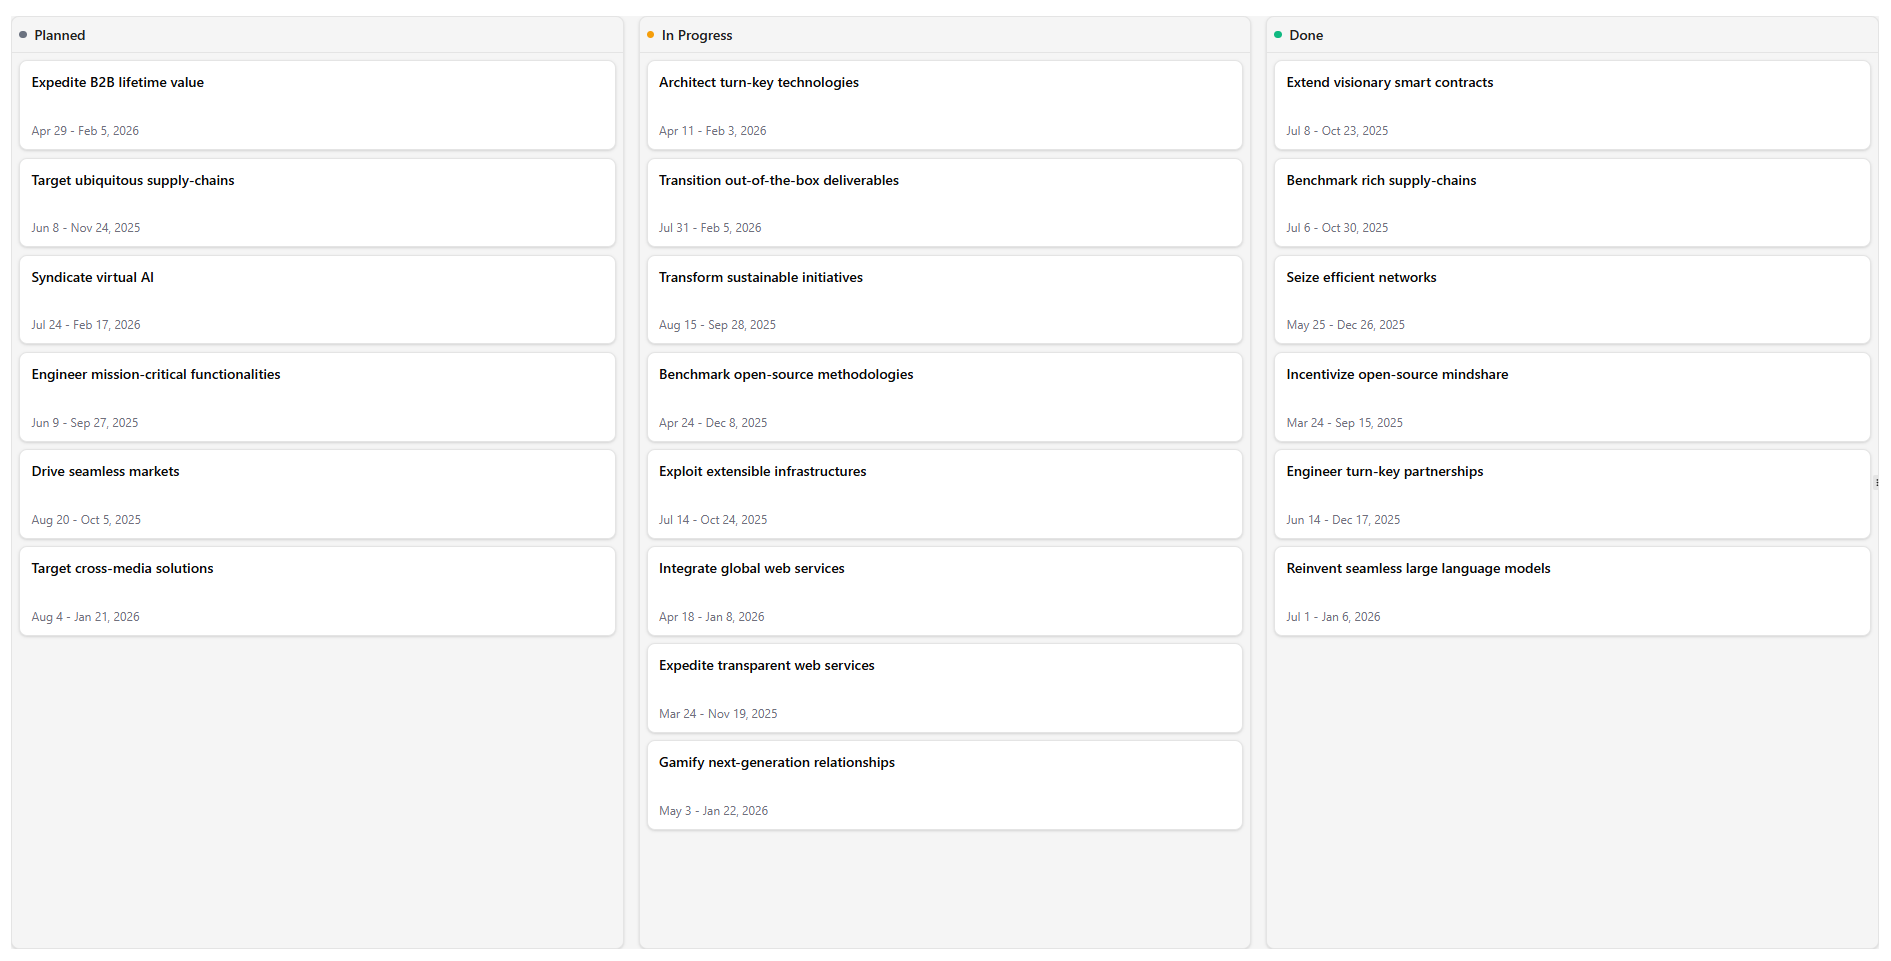 Planned
Expedite B2B lifetime value
Apr 29 - Feb 5, 2026
Target ubiquitous supply-chains
Jun 8 - Nov 24, 2025
Syndicate virtual AI
Jul 24 - Feb 17, 2026
Engineer mission-critical functionalities
Jun 9 - Sep 27, 2025
Drive seamless markets
Aug 20 - Oct 5, 2025
Target cross-media solutions
Aug 4 - Jan 21, 2026
In Progress
Architect turn-key technologies
Apr 11 - Feb 3, 2026
Transition out-of-the-box deliverables
Jul 31 - Feb 5, 2026
Transform sustainable initiatives
Aug 15 - Sep 28, 2025
Benchmark open-source methodologies
Apr 24 - Dec 8, 2025
Exploit extensible infrastructures
Jul 14 - Oct 24, 2025
Integrate global web services
Apr 18 - Jan 8, 2026
Expedite transparent web services
Mar 24 - Nov 19, 2025
Gamify next-generation relationships
May 3 - Jan 22, 2026
Done
Extend visionary smart contracts
Jul 8 - Oct 23, 2025
Benchmark rich supply-chains
Jul 6 - Oct 30, 2025
Seize efficient networks
May 25 - Dec 26, 2025
Incentivize open-source mindshare
Mar 24 - Sep 15, 2025
Engineer turn-key partnerships
Jun 14 - Dec 17, 2025
Reinvent seamless large language models
Jul 1 - Jan 6, 2026